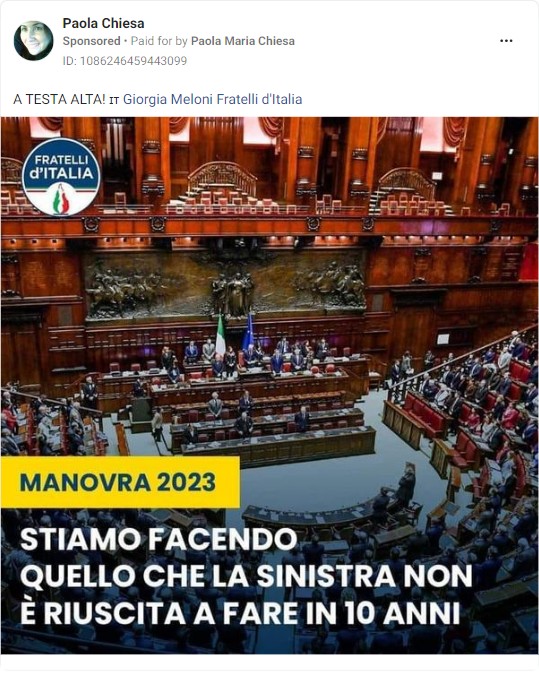 Paola Chiesa
Sponsored • Paid for by Paola Maria Chiesa
ID: 1086246459443099
A TESTA ALTA! IT Giorgia Meloni Fratelli d'Italia
FRATELLI
d'ITALIA
MANOVRA 2023
STIAMO FACENDO
QUELLO CHE LA SINISTRA NON
È RIUSCITA A FARE IN 10 ANNI